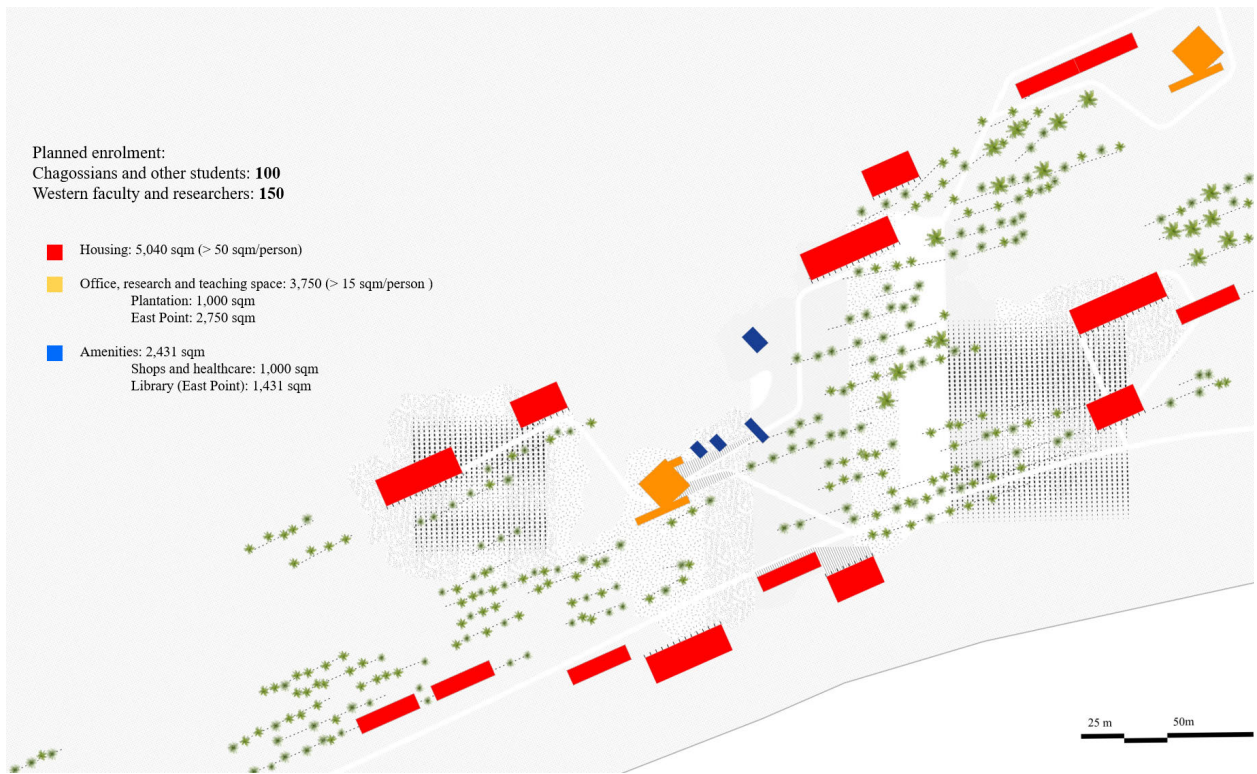 Planned enrolment:
Chagossians and other students: 100
Western faculty and researchers: 150
Housing: 5,040 sqm (> 50 sqm/person)
Office, research and teaching space: 3,750 (> 15 sqm/person )
Plantation: 1,000 sqm
East Point: 2,750 sqm
Amenities: 2,431 sqm
Shops and healthcare: 1,000 sqm
Library (East Point): 1,431 sqm
25 m 50m